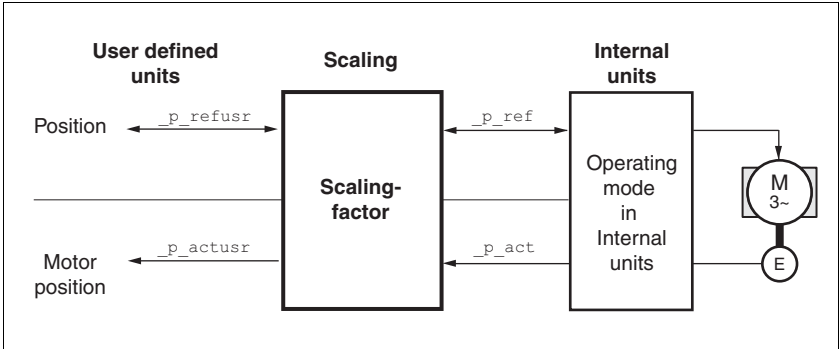 User defined
units
Scaling
Internal
units
Position
_p_refusr
_p_ref
Scaling-
factor
Operating
mode
in
Internal
units
M
3~
Motor
position
_p_actusr
_p_act
E